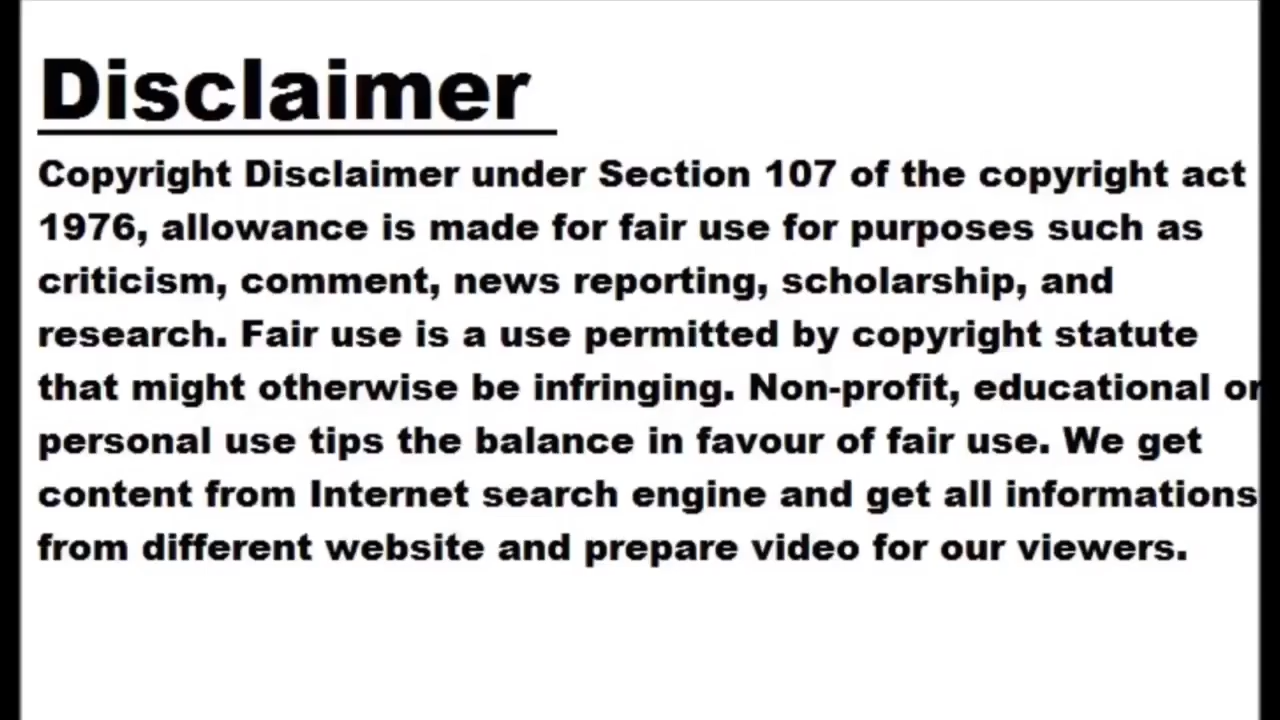 Disclaimer
Copyright Disclaimer under Section 107 of the copyright act
1976, allowance is made for fair use for purposes such as
criticism, comment, news reporting, scholarship, and
research. Fair use is a use permitted by copyright statute
that might otherwise be infringing. Non-profit, educational or
personal use tips the balance in favour of fair use. We get
content from Internet search engine and get all informations
from different website and prepare video for our viewers.